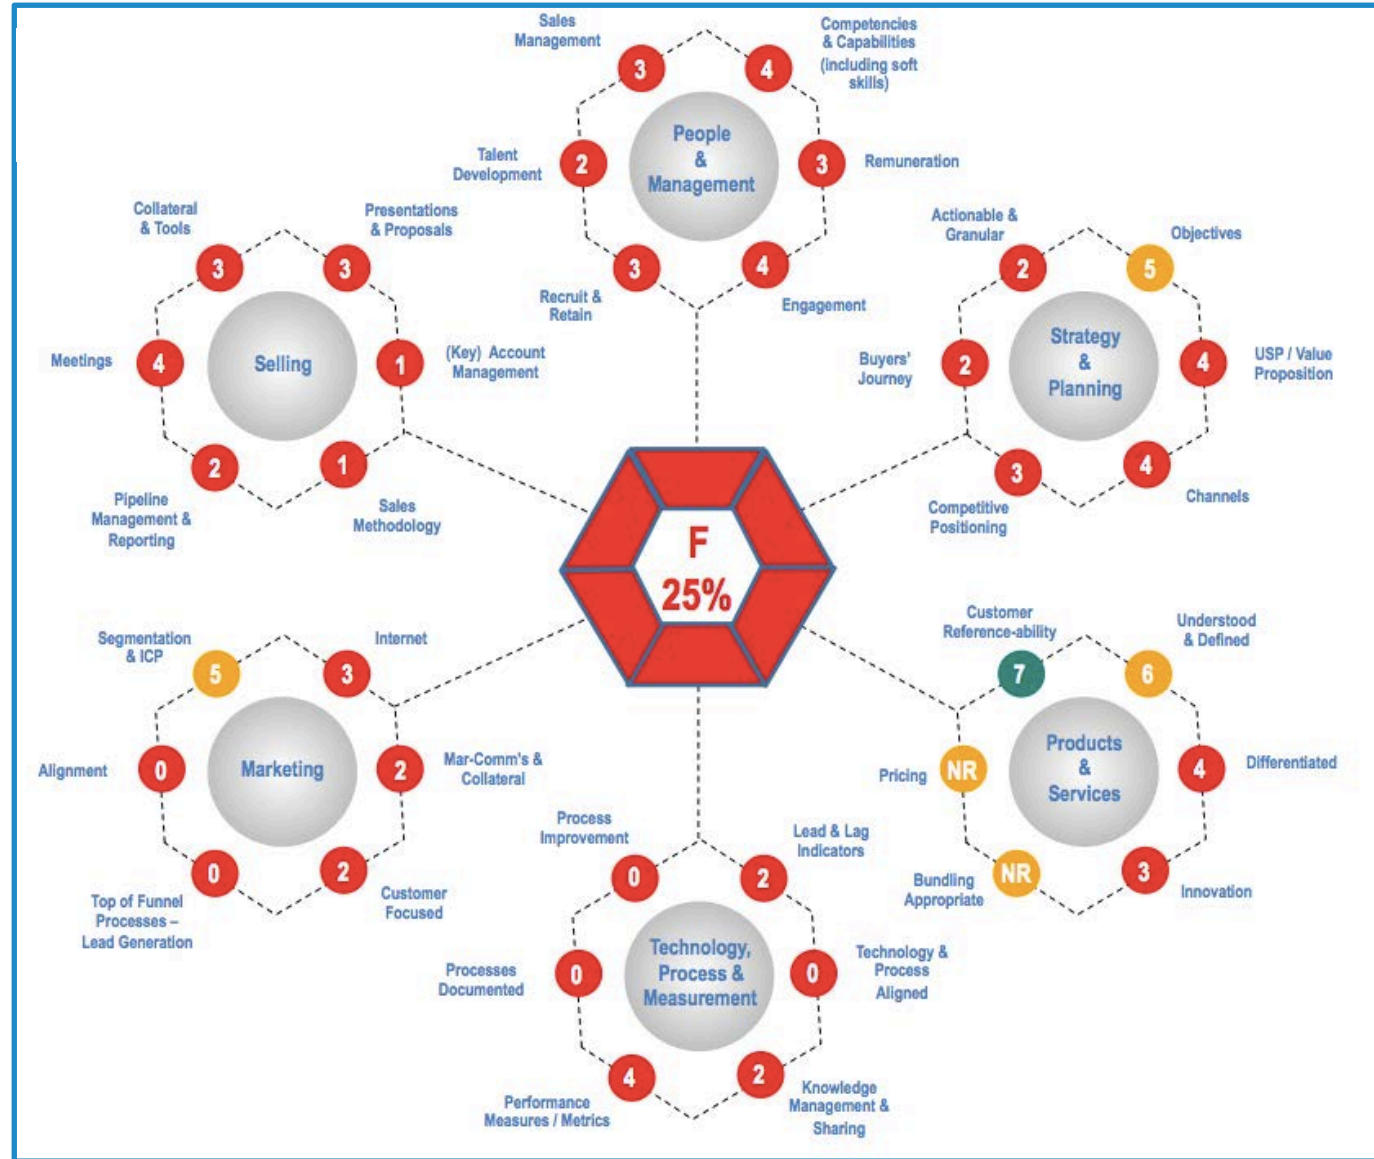 Sales
Management
3
Competencies
& Capabilities
(including soft
skills)
4
Talent
Development
2
People
&
Management
3
Remuneration
Recruit &
Retain
3
4
Engagement
Collateral
& Tools
3
Presentations
& Proposals
3
Meetings
4
Selling
1
(Key) Account
Management
Pipeline
Management &
Reporting
2
1
Sales
Methodology
Actionable &
Granular
2
Objectives
5
Buyers'
Journey
2
Strategy
&
Planning
4
USP / Value
Proposition
Competitive
Positioning
3
4
Channels
F
25%
Segmentation
& ICP
5
Internet
3
Alignment
0
Marketing
2
Mar-Comm's &
Collateral
Top of Funnel
Processes –
Lead Generation
0
2
Customer
Focused
Process
Improvement
0
Lead & Lag
Indicators
2
Processes
Documented
0
Technology,
Process &
Measurement
0
Technology &
Process
Aligned
Performance
Measures / Metrics
4
2
Knowledge
Management &
Sharing
Customer
Reference-ability
7
Understood
& Defined
6
Pricing
NR
Products
&
Services
4
Differentiated
Bundling
Appropriate
NR
3
Innovation